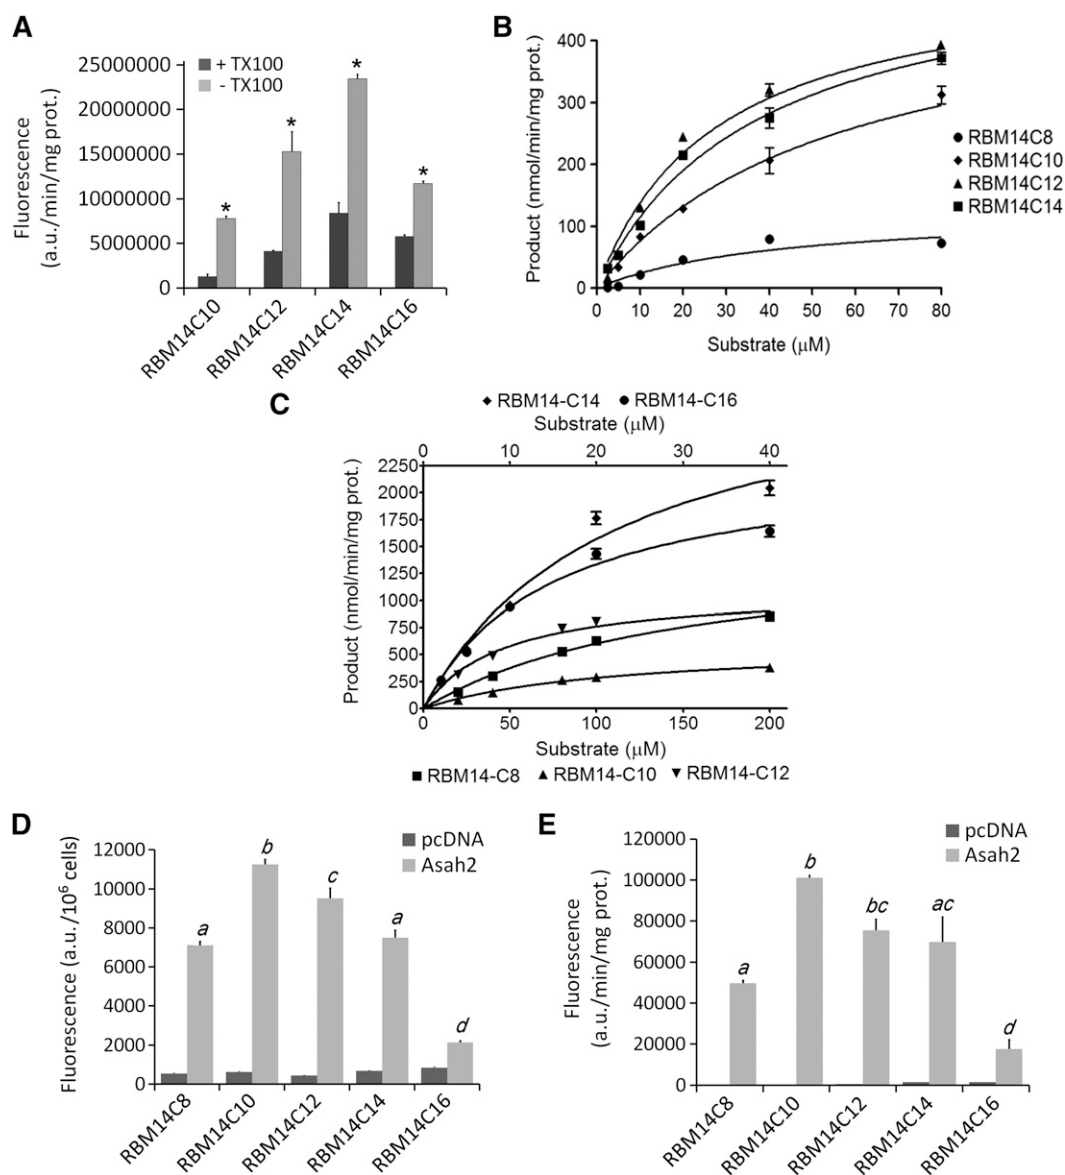 A
+ TX100
- TX100
Fluorescence
(a.u./min/mg prot.)
25000000
20000000
15000000
10000000
5000000
0
*
*
*
*
RBM14C10
RBM14C12
RBM14C14
RBM14C16
B
Product (nmol/min/mg prot.)
400
300
200
100
0
0 10 20 30 40 50 60 70 80
Substrate (μM)
RBM14C8
RBM14C10
RBM14C12
RBM14C14
C
RBM14-C14 RBM14-C16
Substrate (μM)
0 10 20 30 40
Product (nmol/min/mg prot.)
2250
2000
1750
1500
1250
1000
750
500
250
0
0 50 100 150 200
Substrate (μM)
RBM14-C8 RBM14-C10 RBM14-C12
D
pcDNA
Asah2
Fluorescence (a.u./10⁶ cells)
12000
10000
8000
6000
4000
2000
0
a
b
c
a
d
RBM14C8
RBM14C10
RBM14C12
RBM14C14
RBM14C16
E
pcDNA
Asah2
Fluorescence
(a.u./min/mg prot.)
120000
100000
80000
60000
40000
20000
0
a
b
bc
ac
d
RBM14C8
RBM14C10
RBM14C12
RBM14C14
RBM14C16